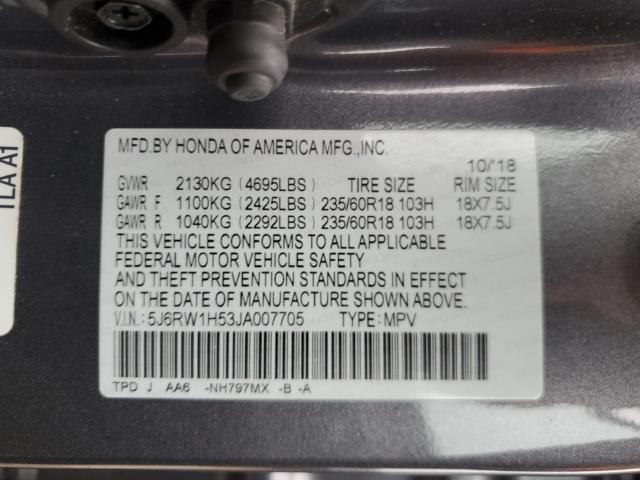 TLA A1
MFD.BY HONDA OF AMERICA MFG.,INC.
10/'18
GVWR 2130KG (4695LBS) TIRE SIZE RIM SIZE
GAWR F 1100KG (2425LBS) 235/60R18 103H 18X7.5J
GAWR R 1040KG (2292LBS) 235/60R18 103H 18X7.5J
THIS VEHICLE CONFORMS TO ALL APPLICABLE
FEDERAL MOTOR VEHICLE SAFETY
AND THEFT PREVENTION STANDARDS IN EFFECT
ON THE DATE OF MANUFACTURE SHOWN ABOVE.
V.I.N.: 5J6RW1H53JA007705 TYPE: MPV
TPD J AA6 -NH797MX -B -A